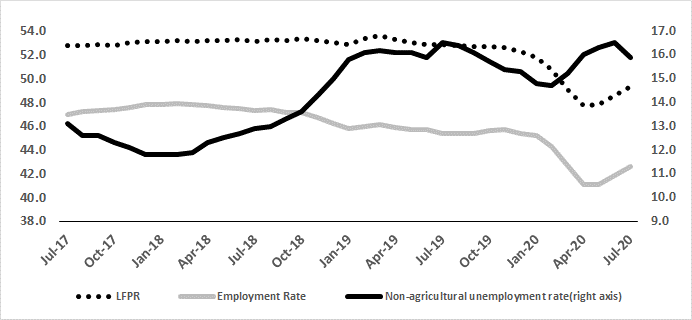 54.0
52.0
50.0
48.0
46.0
44.0
42.0
40.0
38.0
17.0
16.0
15.0
14.0
13.0
12.0
11.0
10.0
9.0
Jul-17
Oct-17
Jan-18
Apr-18
Jul-18
Oct-18
Jan-19
Apr-19
Jul-19
Oct-19
Jan-20
Apr-20
Jul-20
LFPR
Employment Rate
Non-agricultural unemployment rate(right axis)